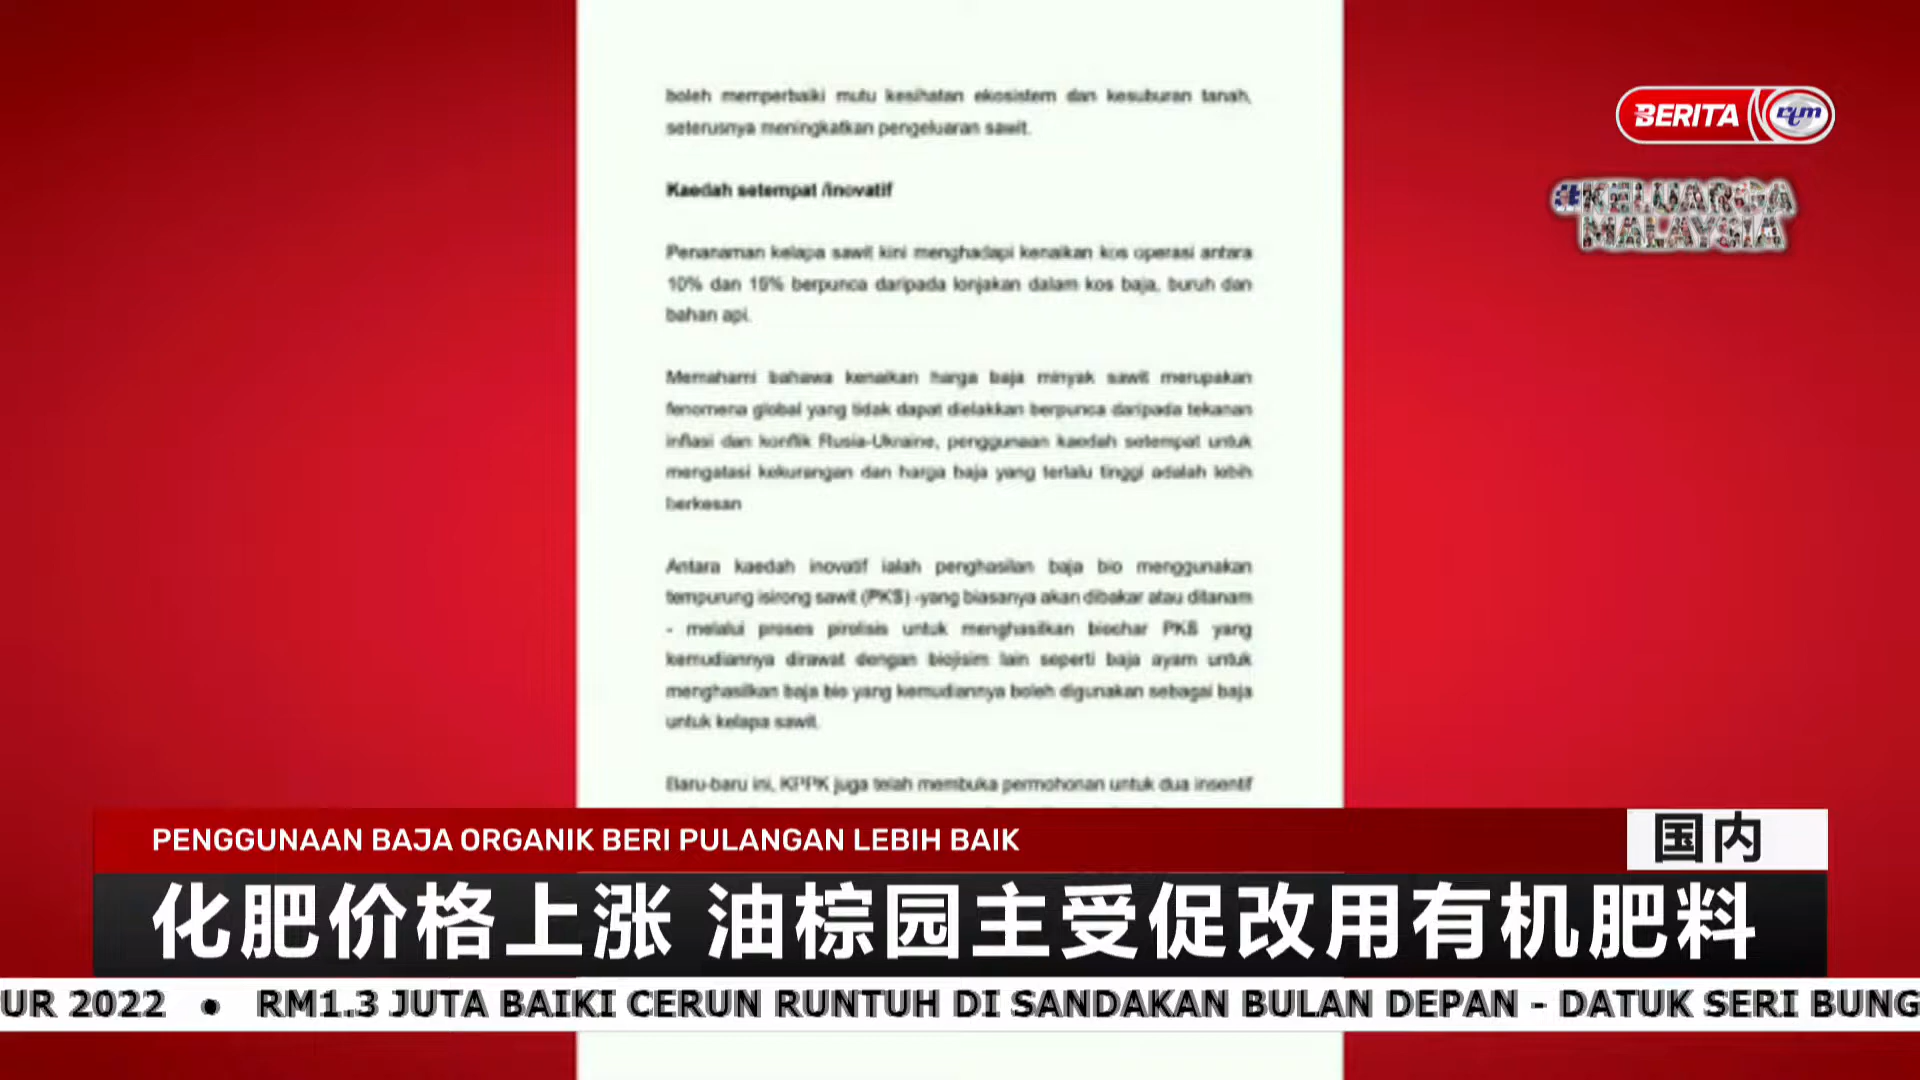 boleh memperbaiki mutu kesihatan ekosistem dan kesuburan tanah,
seterusnya meningkatkan pengeluaran sawit.
Kaedah setempat /inovatif
Penanaman kelapa sawit kini menghadapi kenaikan kos operasi antara
10% dan 15% berpunca daripada lonjakan dalam kos baja, buruh dan
bahan api.
Memahami bahawa kenaikan harga baja minyak sawit merupakan
fenomena global yang tidak dapat dielakkan berpunca daripada tekanan
inflasi dan konflik Rusia-Ukraine, penggunaan kaedah setempat untuk
mengatasi kekurangan dan harga baja yang terlalu tinggi adalah lebih
berkesan
Antara kaedah inovatif ialah penghasilan baja bio menggunakan
tempurung isirong sawit (PKS) -yang biasanya akan dibakar atau ditanam
- melalui proses pirolisis untuk menghasilkan biochar PKS yang
kemudiannya dirawat dengan biojisim lain seperti baja ayam untuk
menghasilkan baja bio yang kemudiannya boleh digunakan sebagai baja
untuk kelapa sawit.
Baru-baru ini, KPPK juga telah membuka permohonan untuk dua insentif
BERITA rtm
#KELUARGA
MALAYSIA
PENGGUNAAN BAJA ORGANIK BERI PULANGAN LEBIH BAIK
国内
化肥价格上涨 油棕园主受促改用有机肥料
UR 2022 • RM1.3 JUTA BAIKI CERUN RUNTUH DI SANDAKAN BULAN DEPAN - DATUK SERI BUNG